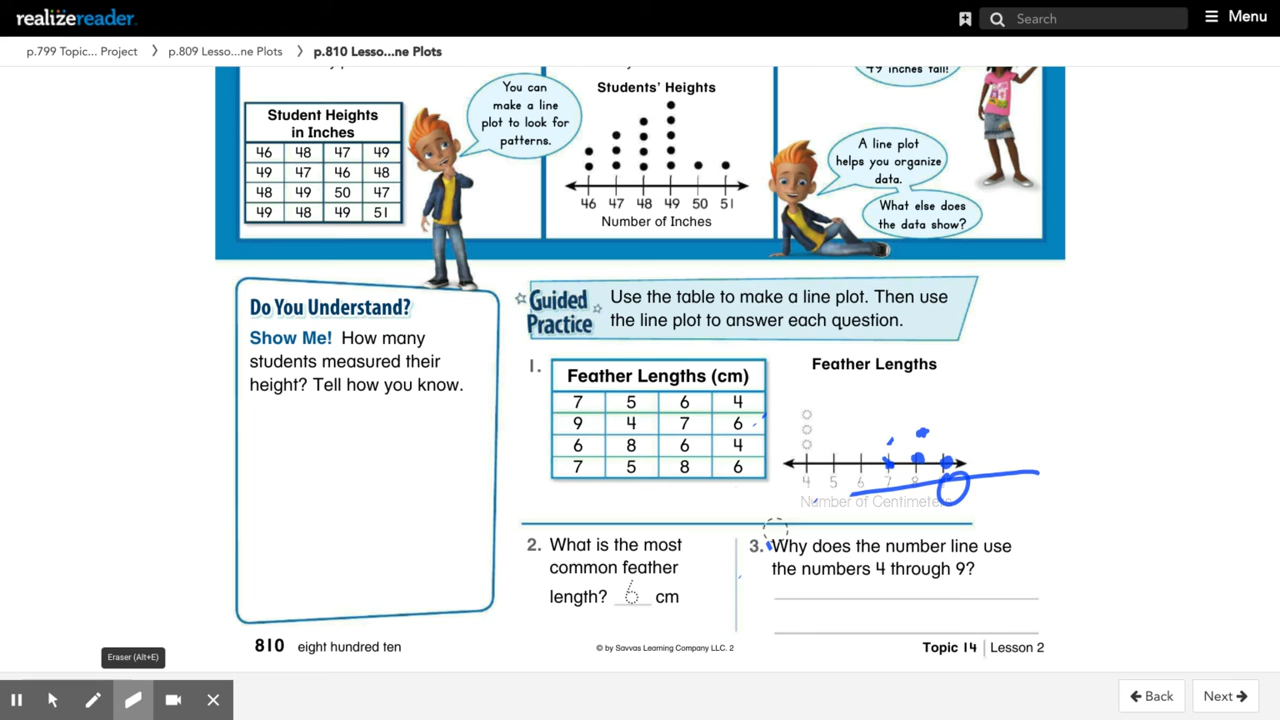 realizereader.
Search
Menu
p.799 Topic... Project
p.809 Lesso...ne Plots
p.810 Lesso...ne Plots
Student Heights
in Inches
46 48 47 49
49 47 46 48
48 49 50 47
49 48 49 51
You can
make a line
plot to look for
patterns.
Students' Heights
46 47 48 49 50 51
Number of Inches
49 inches tall!
A line plot
helps you organize
data.
What else does
the data show?
Do You Understand?
Show Me! How many
students measured their
height? Tell how you know.
Guided
Practice
Use the table to make a line plot. Then use
the line plot to answer each question.
1.
Feather Lengths (cm)
7 5 6 4
9 4 7 6
6 8 6 4
7 5 8 6
Feather Lengths
4 5 6 7 8
Number of Centimeters
2. What is the most
common feather
length? 6 cm
3. Why does the number line use
the numbers 4 through 9?
810 eight hundred ten
© by Savvas Learning Company LLC. 2
Topic 14 | Lesson 2
Eraser (Alt+E)
Back
Next